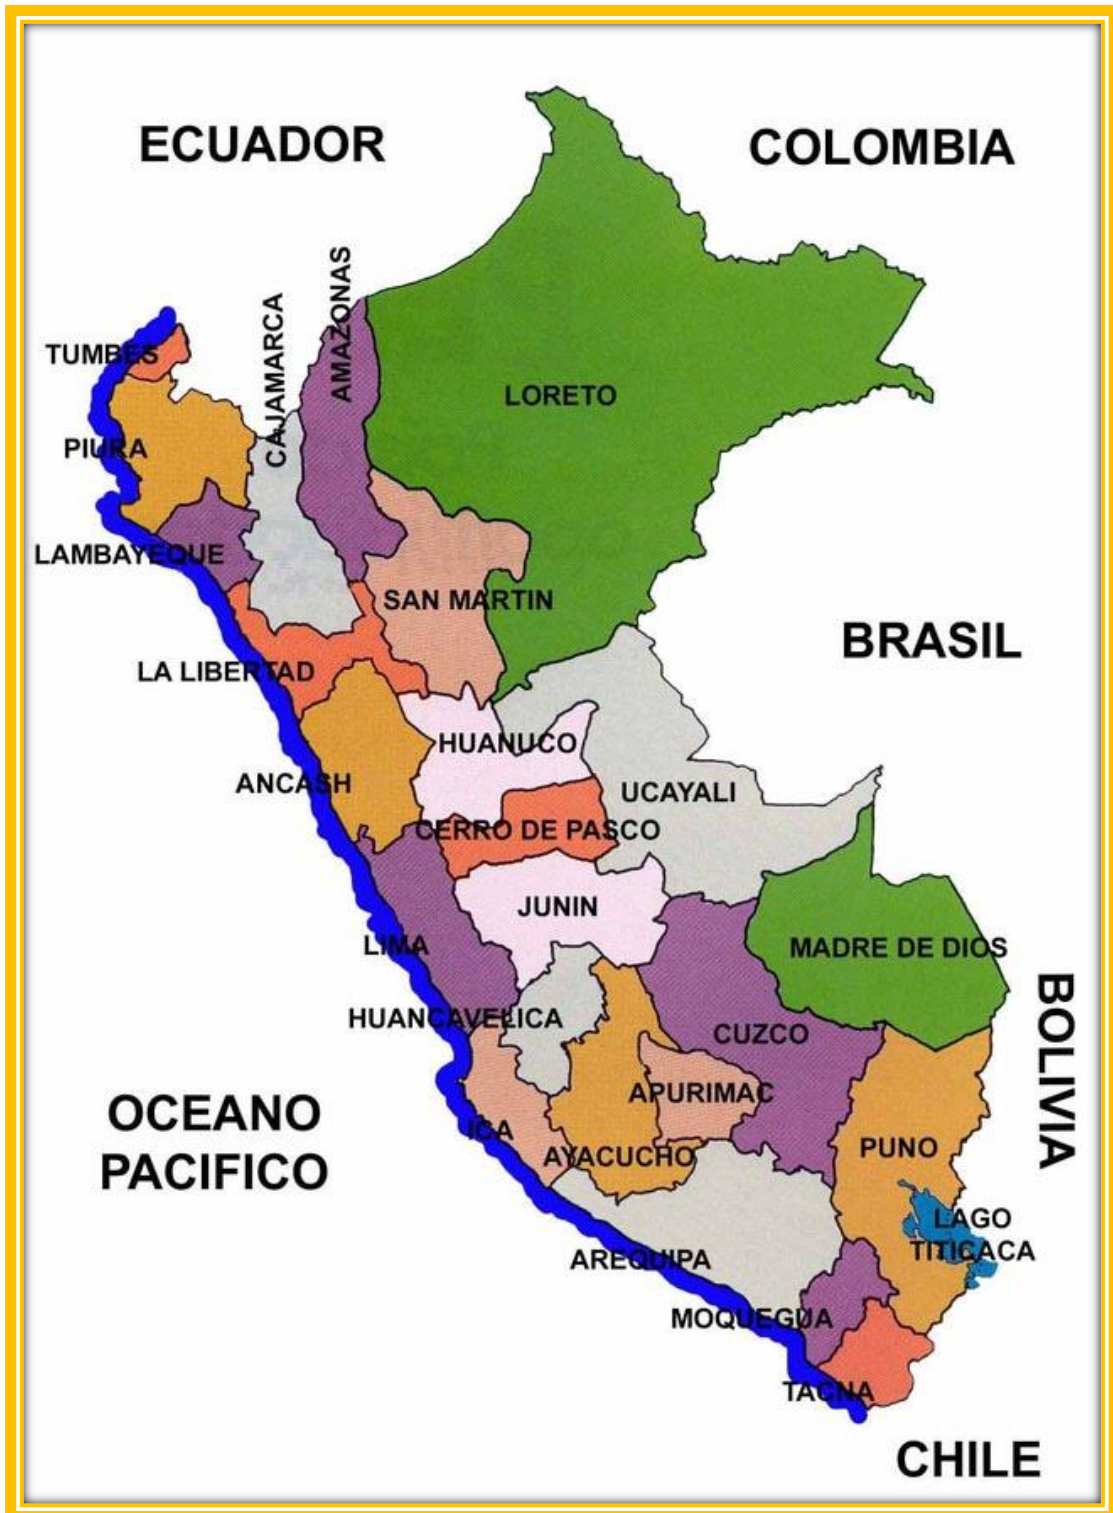 ECUADOR
COLOMBIA
AMAZONAS
CAJAMARCA
TUMBES
LORETO
PIURA
LAMBAYEQUE
SAN MARTIN
BRASIL
LA LIBERTAD
HUANUCO
ANCASH
UCAYALI
CERRO DE PASCO
JUNIN
LIMA
MADRE DE DIOS
HUANCAVELICA
CUZCO
BOLIVIA
APURIMAC
OCEANO
PACIFICO
ICA
AYACUCHO
PUNO
LAGO
TITICACA
AREQUIPA
MOQUEGUA
TACNA
CHILE